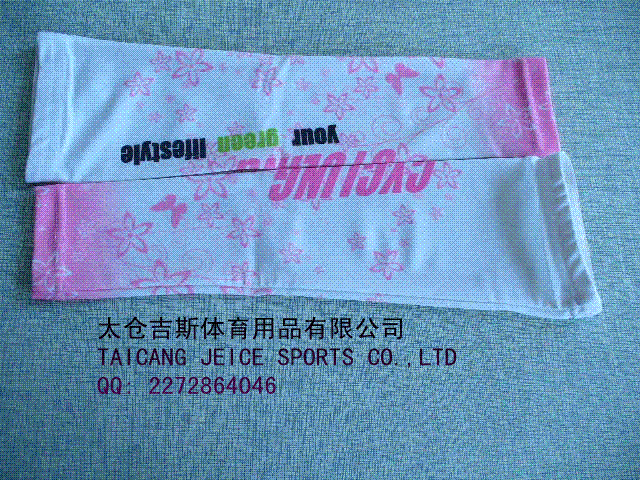 your green lifestyle
CYCLING
太仓吉斯体育用品有限公司
TAICANG JEICE SPORTS CO.,LTD
QQ: 2272864046